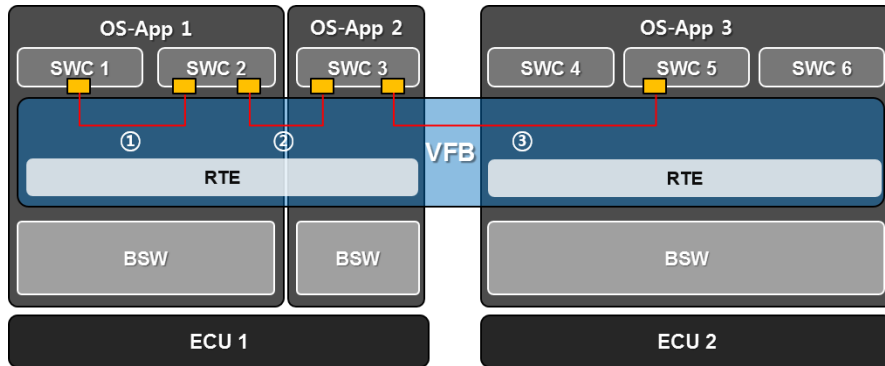 OS-App 1
OS-App 2
OS-App 3
SWC 1
SWC 2
SWC 3
SWC 4
SWC 5
SWC 6
①
②
③
VFB
RTE
RTE
BSW
BSW
BSW
ECU 1
ECU 2